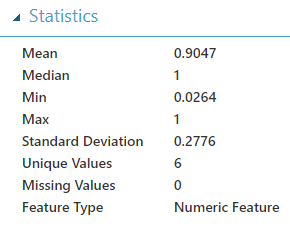 Statistics
Mean 0.9047
Median 1
Min 0.0264
Max 1
Standard Deviation 0.2776
Unique Values 6
Missing Values 0
Feature Type Numeric Feature